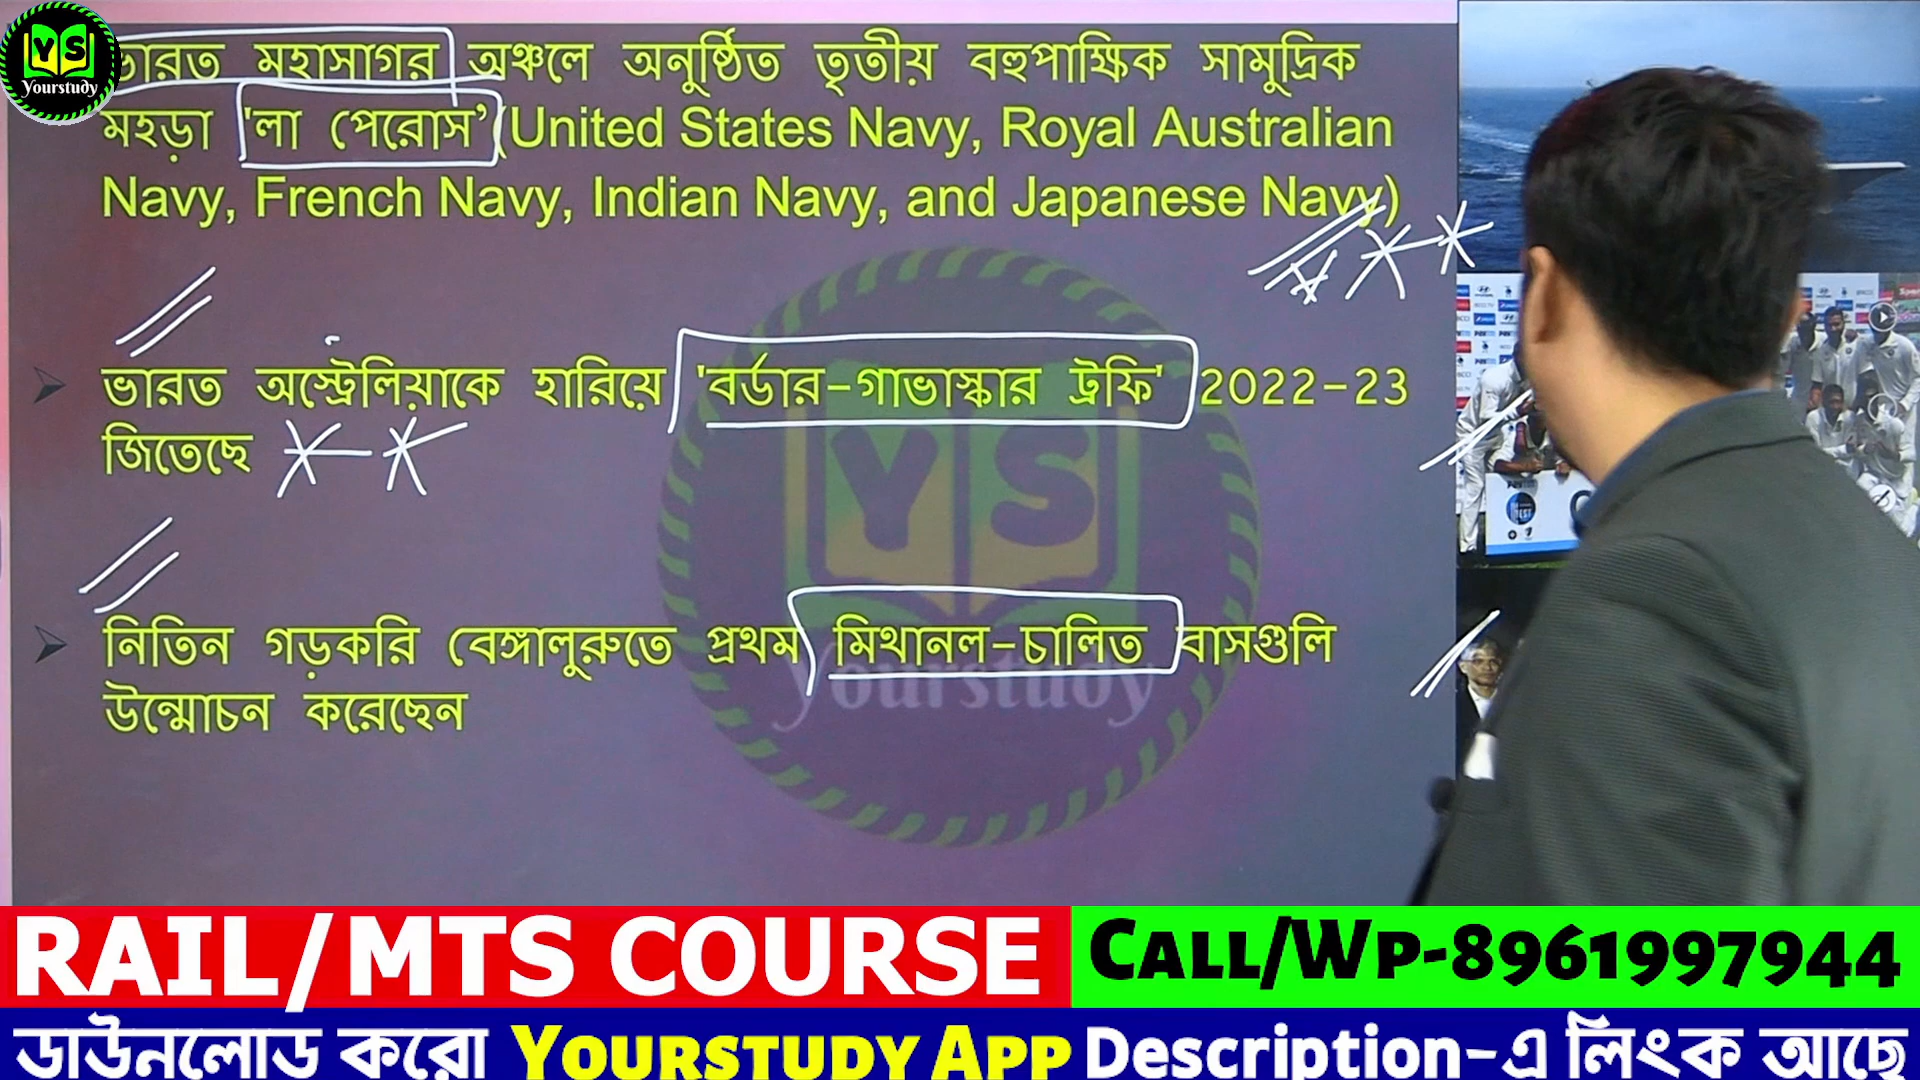 YS
Yourstudy
ভারত মহাসাগর অঞ্চলে অনুষ্ঠিত তৃতীয় বহুপাক্ষিক সামুদ্রিক
মহড়া 'লা পেরোস’(United States Navy, Royal Australian
Navy, French Navy, Indian Navy, and Japanese Navy)
ভারত অস্ট্রেলিয়াকে হারিয়ে 'বর্ডার-গাভাস্কার ট্রফি' 2022-23
জিতেছে
YS
নিতিন গড়করি বেঙ্গালুরুতে প্রথম মিথানল-চালিত বাসগুলি
Yourstudy
উন্মোচন করেছেন
RAIL/MTS COURSE
CALL/WP-8961997944
ডাউনলোড করো YOURSTUDY APP Description-এ লিংক আছে